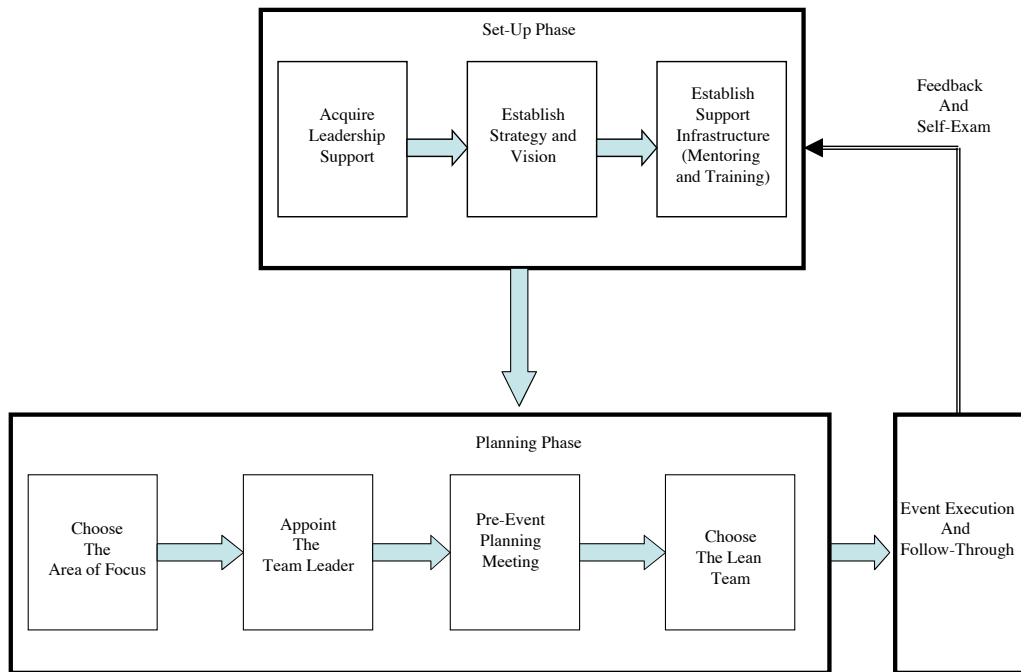 Set-Up Phase
Acquire
Leadership
Support
Establish
Strategy and
Vision
Establish
Support
Infrastructure
(Mentoring
and Training)
Feedback
And
Self-Exam
Planning Phase
Choose
The
Area of Focus
Appoint
The
Team Leader
Pre-Event
Planning
Meeting
Choose
The Lean
Team
Event Execution
And
Follow-Through